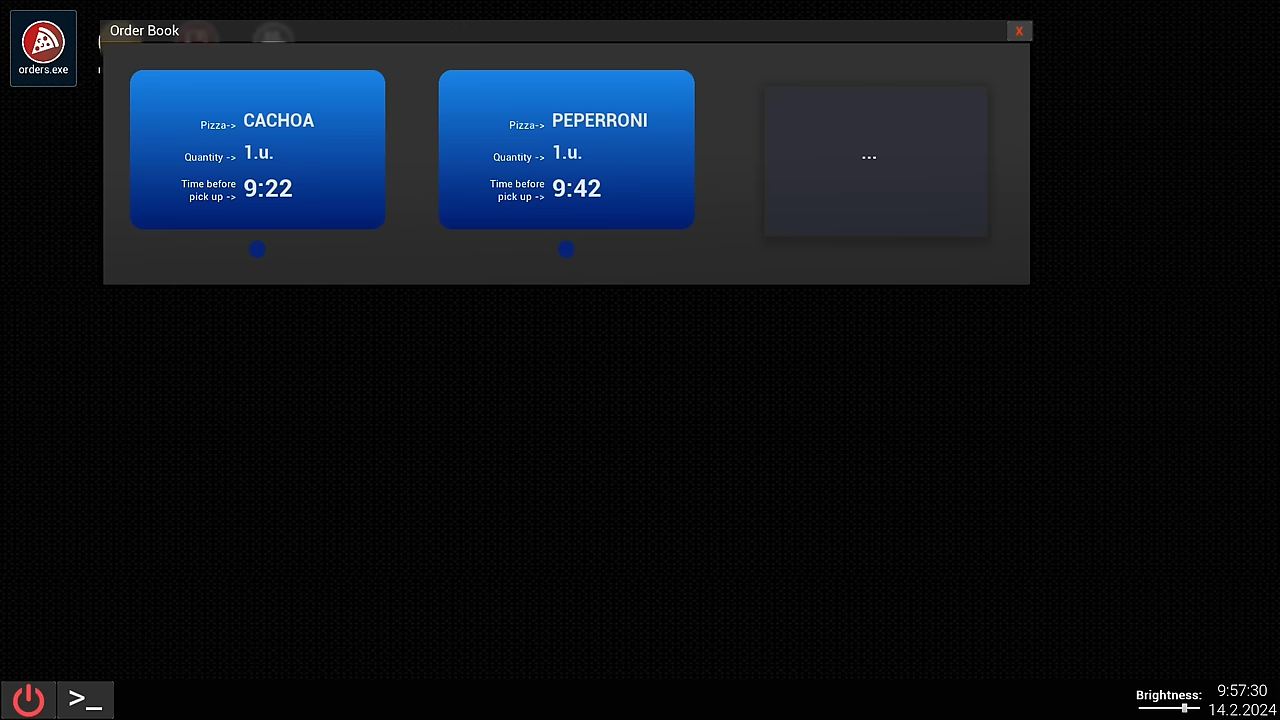 Order Book
X
orders.exe
Pizza-> CACHOA
Quantity -> 1.u.
Time before
pick up -> 9:22
Pizza-> PEPERRONI
Quantity -> 1.u.
Time before
pick up -> 9:42
...
>_
Brightness:
9:57:30
14.2.2024